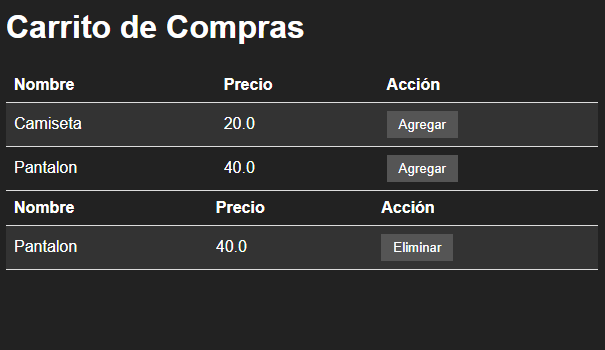 Carrito de Compras
Nombre Precio Acción
Camiseta 20.0 Agregar
Pantalon 40.0 Agregar
Nombre Precio Acción
Pantalon 40.0 Eliminar